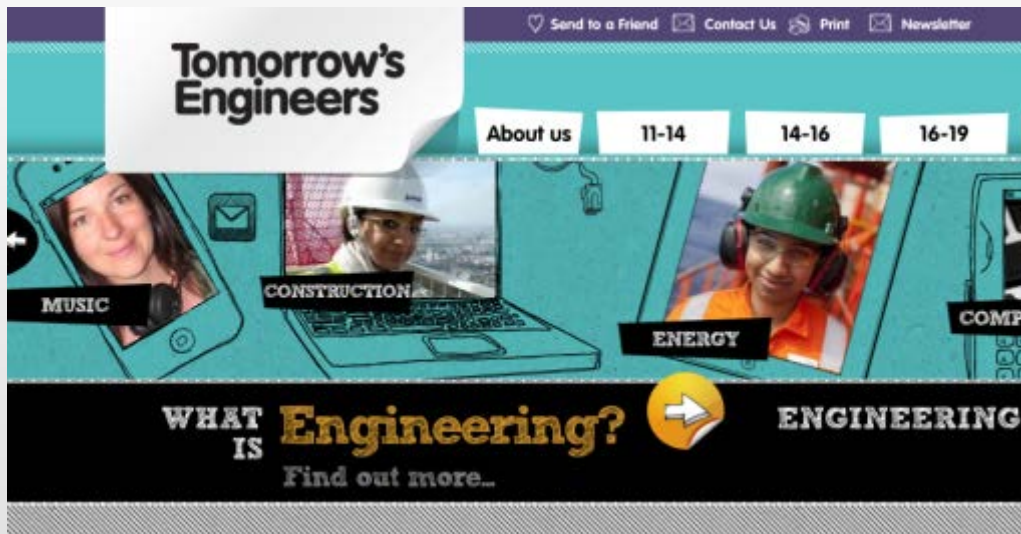 Send to a Friend Contact Us Print Newsletter
Tomorrow's
Engineers
About us 11-14 14-16 16-19
MUSIC
CONSTRUCTION
ENERGY
COMP
WHAT
IS
Engineering?
Find out more...
ENGINEERING